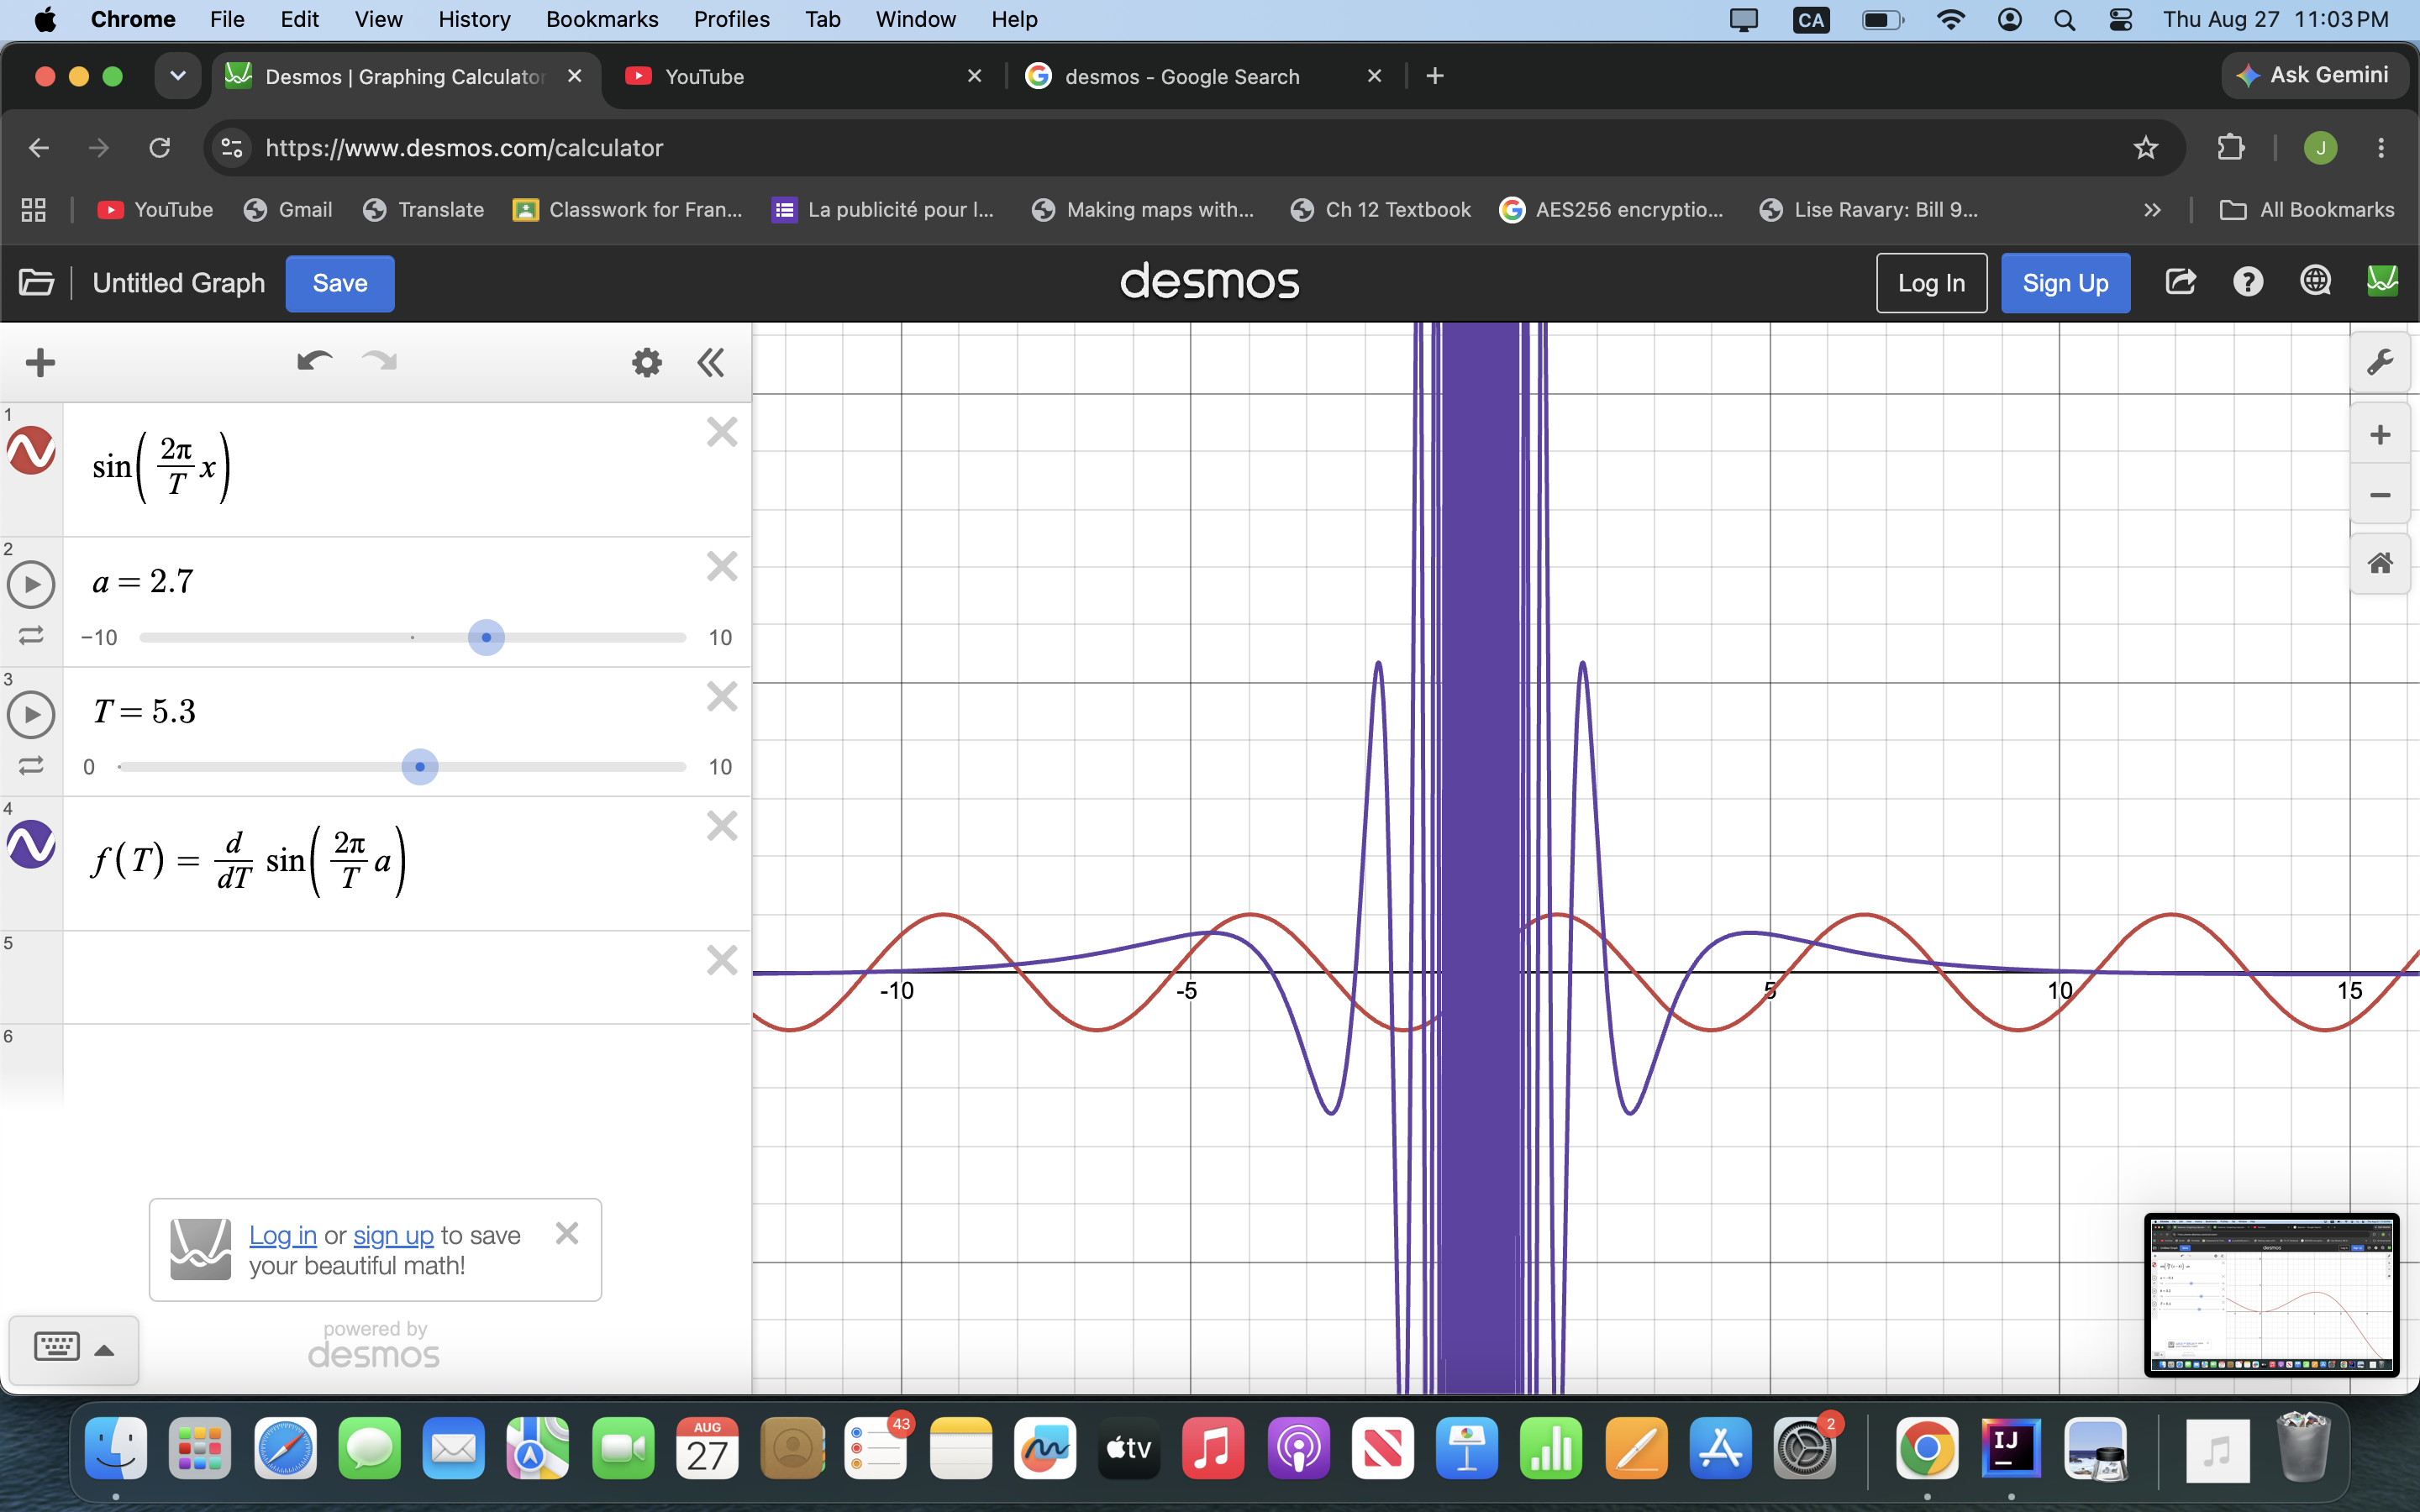 Chrome File Edit View History Bookmarks Profiles Tab Window Help CA Thu Aug 27 11:03 PM
Desmos | Graphing Calculator YouTube desmos - Google Search Ask Gemini
https://www.desmos.com/calculator J
YouTube Gmail Translate Classwork for Fran... La publicité pour l... Making maps with... Ch 12 Textbook AES256 encryptio... Lise Ravary: Bill 9... All Bookmarks
Untitled Graph Save desmos Log In Sign Up
1
sin(2π/T x)
2
a = 2.7
−10 10
3
T = 5.3
0 10
4
f(T) = d/dT sin(2π/T a)
5
6
-10 -5 5 10 15
Log in or sign up to save
your beautiful math!
powered by
desmos
43 AUG 27 tv 2 IJ